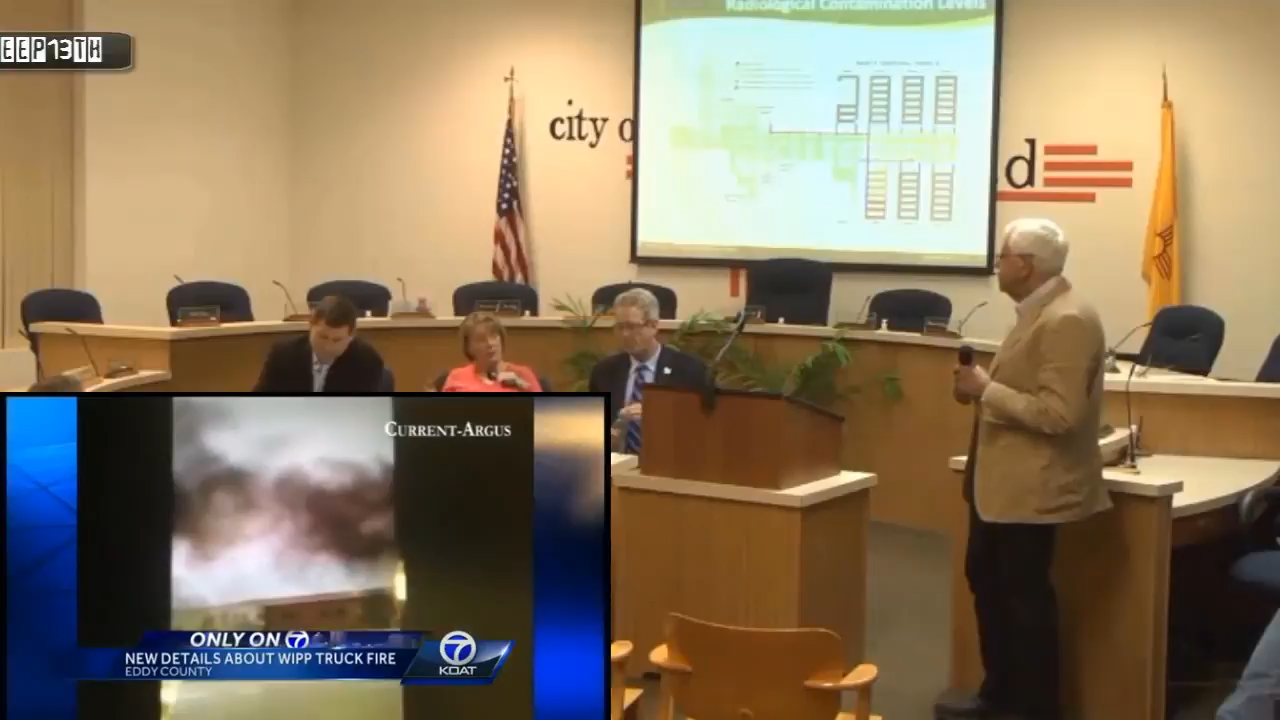 Radiological Contamination Levels
EEP13TH
city o
d
CURRENT-ARGUS
ONLY ON 7
NEW DETAILS ABOUT WIPP TRUCK FIRE
EDDY COUNTY
7
KOAT